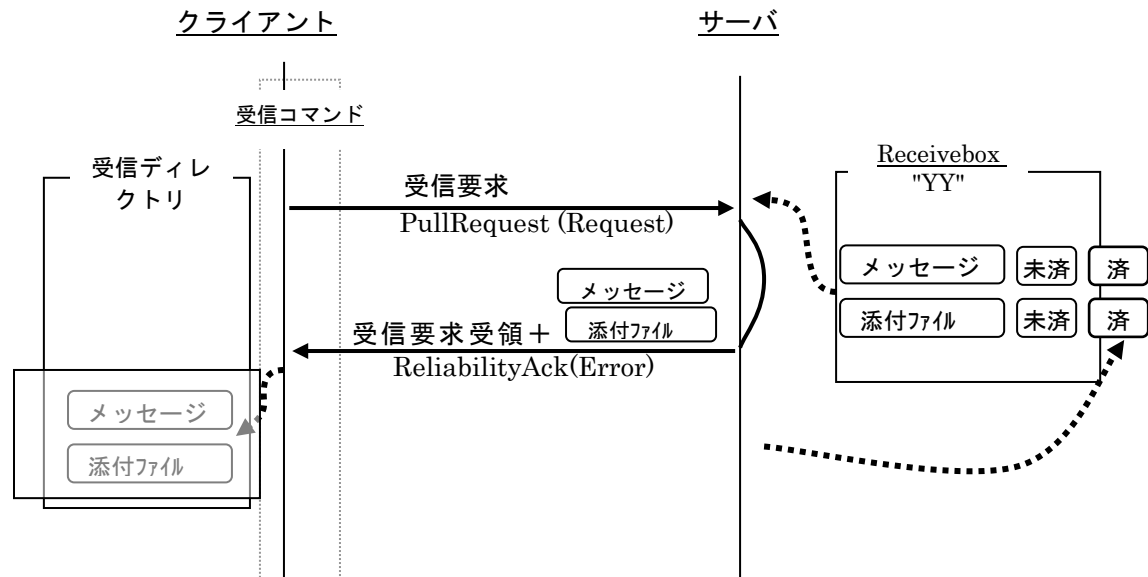 クライアント
サーバ
受信コマンド
受信ディレ
クトリ
Receivebox
"YY"
受信要求
PullRequest (Request)
メッセージ
未済
済
添付ファイル
未済
済
メッセージ
添付ファイル
受信要求受領＋
ReliabilityAck(Error)
メッセージ
添付ファイル